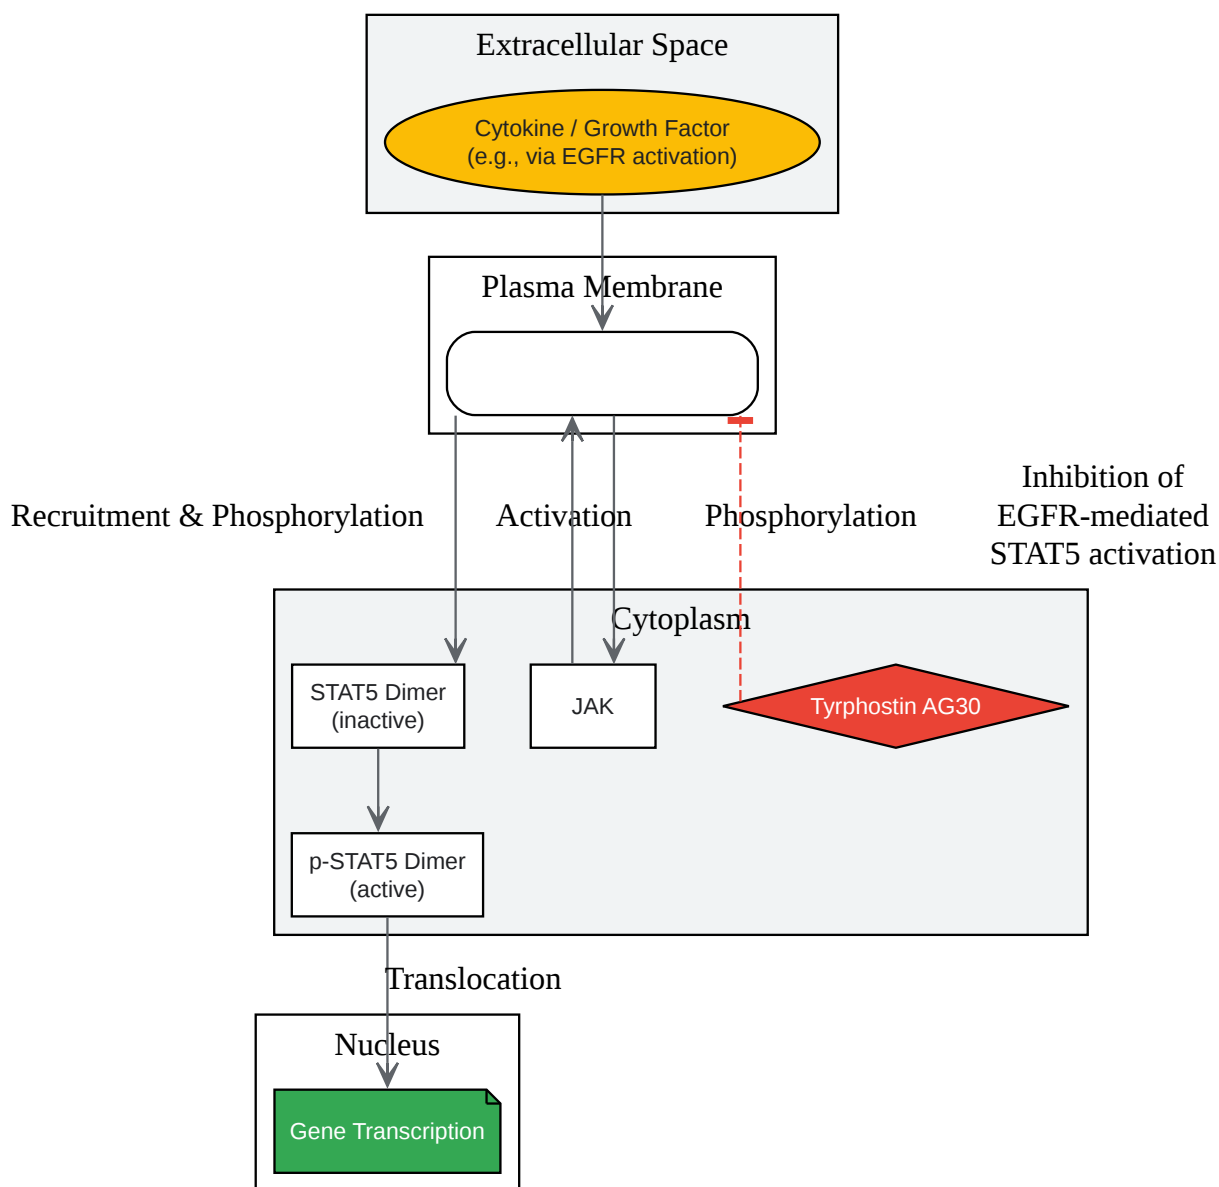 Extracellular Space
Cytokine / Growth Factor
(e.g., via EGFR activation)
Plasma Membrane
Recruitment & Phosphorylation
Activation
Phosphorylation
Inhibition of
EGFR-mediated
STAT5 activation
Cytoplasm
STAT5 Dimer
(inactive)
JAK
Tyrphostin AG30
p-STAT5 Dimer
(active)
Translocation
Nucleus
Gene Transcription